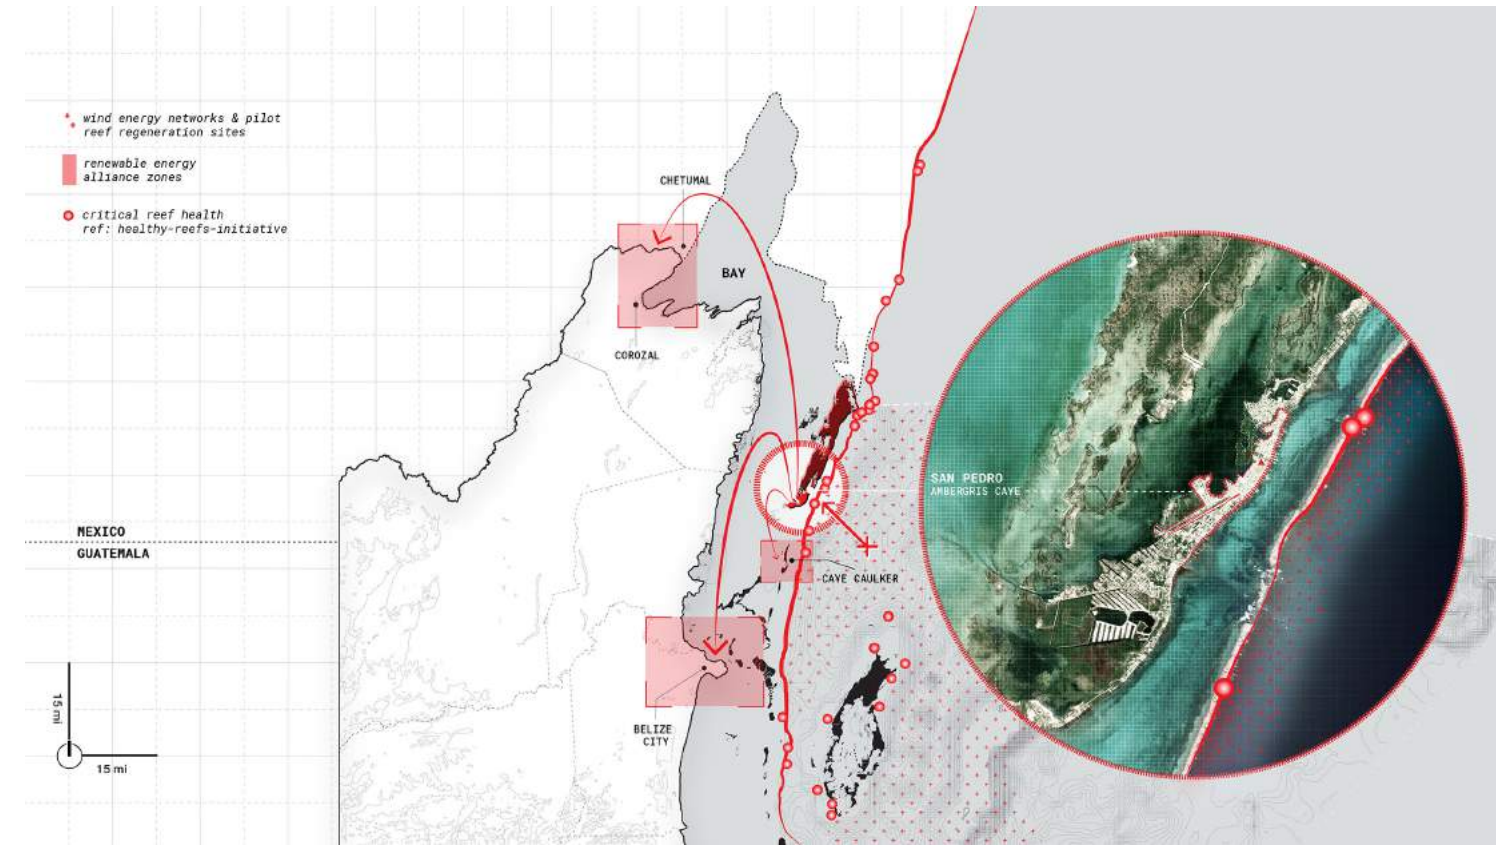 wind energy networks & pilot
reef regeneration sites
renewable energy
alliance zones
critical reef health
ref: healthy-reefs-initiative
CHETUMAL
BAY
COROZAL
SAN PEDRO
AMBERGRIS CAYE
MEXICO
GUATEMALA
CAYE CAULKER
BELIZE
CITY
15 mi
15 mi